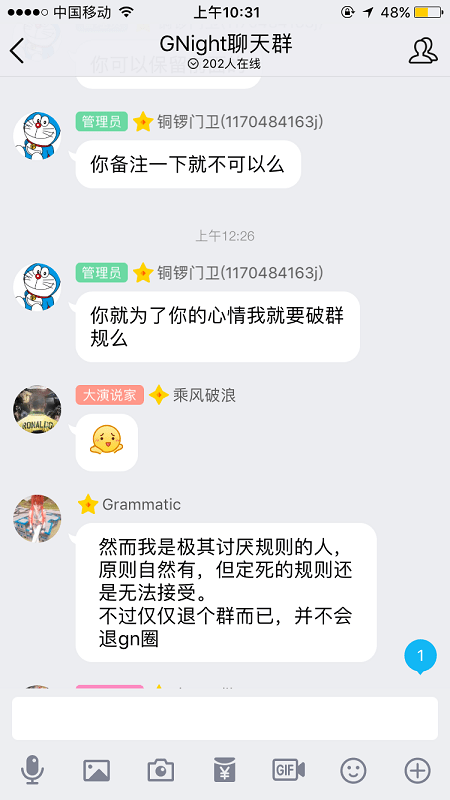 中国移动
上午10:31
48%
GNight聊天群
202人在线
你可以保留
管理员 铜锣门卫(1170484163j)
你备注一下就不可以么
上午12:26
管理员 铜锣门卫(1170484163j)
你就为了你的心情我就要破群
规么
大演说家 乘风破浪
RONALDO
Grammatic
然而我是极其讨厌规则的人，
原则自然有，但定死的规则还
是无法接受。
不过仅仅退个群而已，并不会
退gn圈
1
¥
GIF